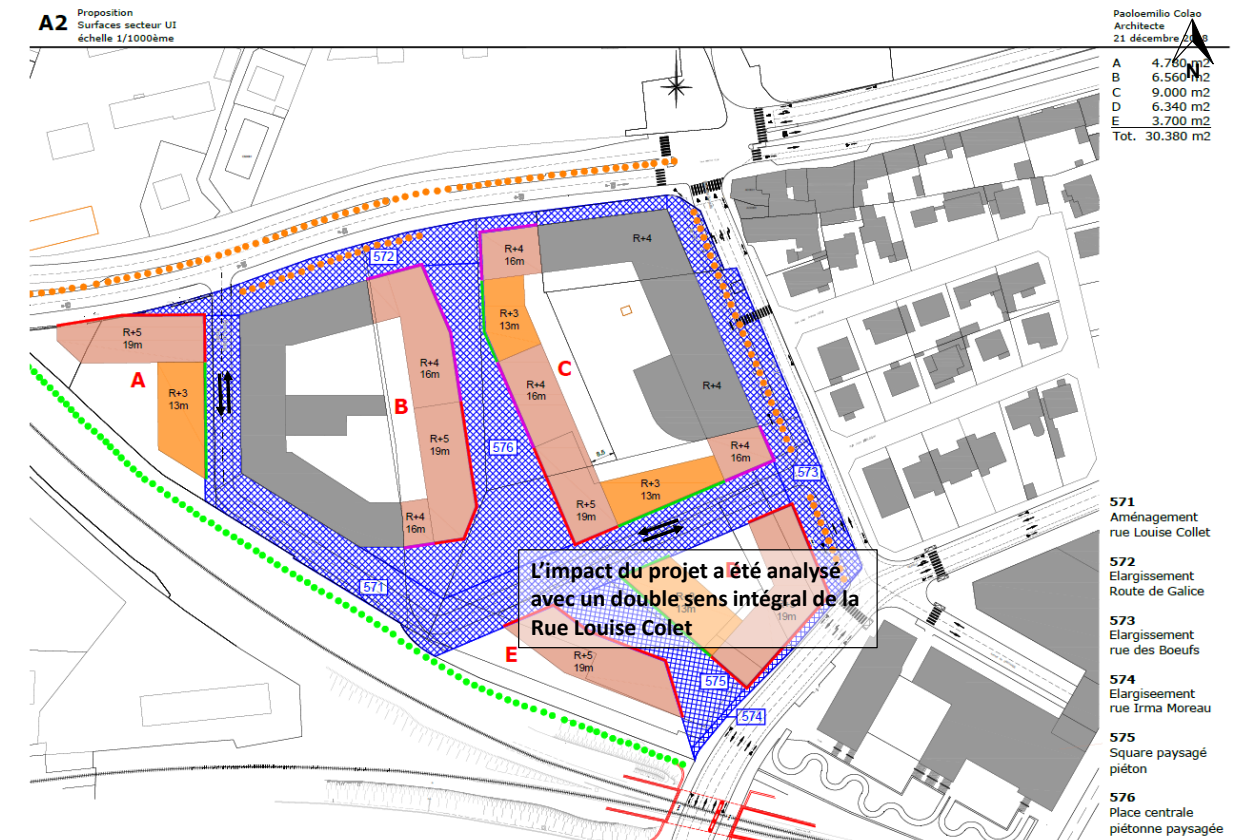 A2
Proposition
Surfaces secteur UI
échelle 1/1000ème
Paoloemilio Colao
Architecte
21 décembre
N
A
B 6.560 m2
C 9.000 m2
D 6.340 m2
E 3.700 m2
Tot. 30.380 m2
R+4
572
R+4
16m
R+3
13m
R+5
19m
A
R+3
13m
R+4
16m
B
R+4
16m
C
R+4
R+5
19m
576
R+4
16m
573
R+3
13m
R+5
19m
R+4
16m
571
L'impact du projet a été analysé
avec un double sens intégral de la
Rue Louise Colet
13m
19m
E
R+5
19m
575
574
571
Aménagement
rue Louise Collet
572
Elargissement
Route de Galice
573
Elargissement
rue des Boeufs
574
Elargiseement
rue Irma Moreau
575
Square paysagé
piéton
576
Place centrale
piétonne paysagée